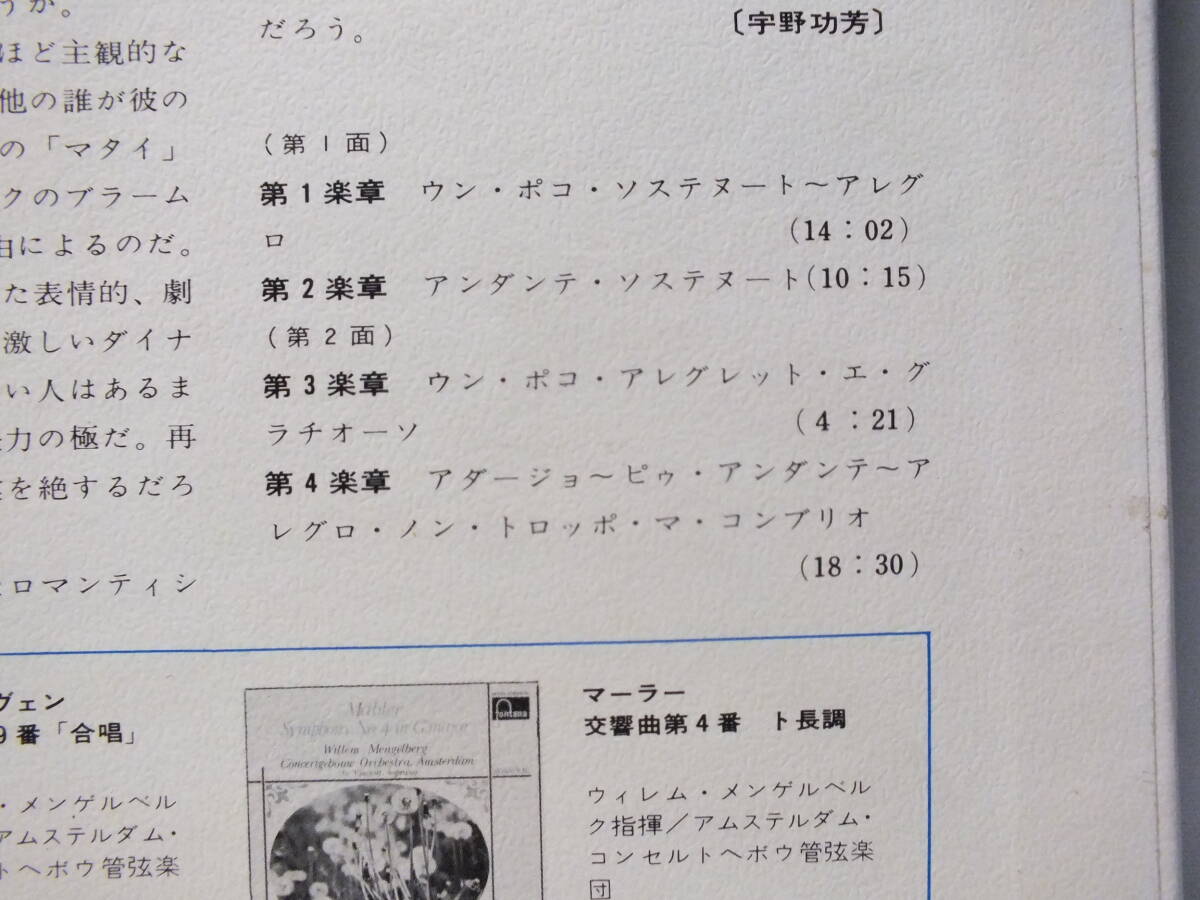 うか。
ほど主観的な
他の誰が彼の
の「マタイ」
クのブラーム
由によるのだ。
た表情的、劇
激しいダイナ
い人はあるま
力の極だ。再
を絶するだろ
ロマンティシ
だろう。
〔宇野功芳〕
(第1面)
第1楽章 ウン・ポコ・ソステヌート〜アレグ
ロ (14:02)
第2楽章 アンダンテ・ソステヌート(10:15)
(第2面)
第3楽章 ウン・ポコ・アレグレット・エ・グ
ラチオーソ (4:21)
第4楽章 アダージョ〜ピゥ・アンダンテ〜ア
レグロ・ノン・トロッポ・マ・コンブリオ
(18:30)
ヴェン
9番「合唱」
・メンゲルベル
アムステルダム・
トヘボウ管弦楽
Mahler
Symphony No. 4 in G major
Willem Mengelberg
Concertgebouw Orchestra, Amsterdam
fontana
マーラー
交響曲第4番 ト長調
ウィレム・メンゲルベル
ク指揮/アムステルダム・
コンセルトヘボウ管弦楽